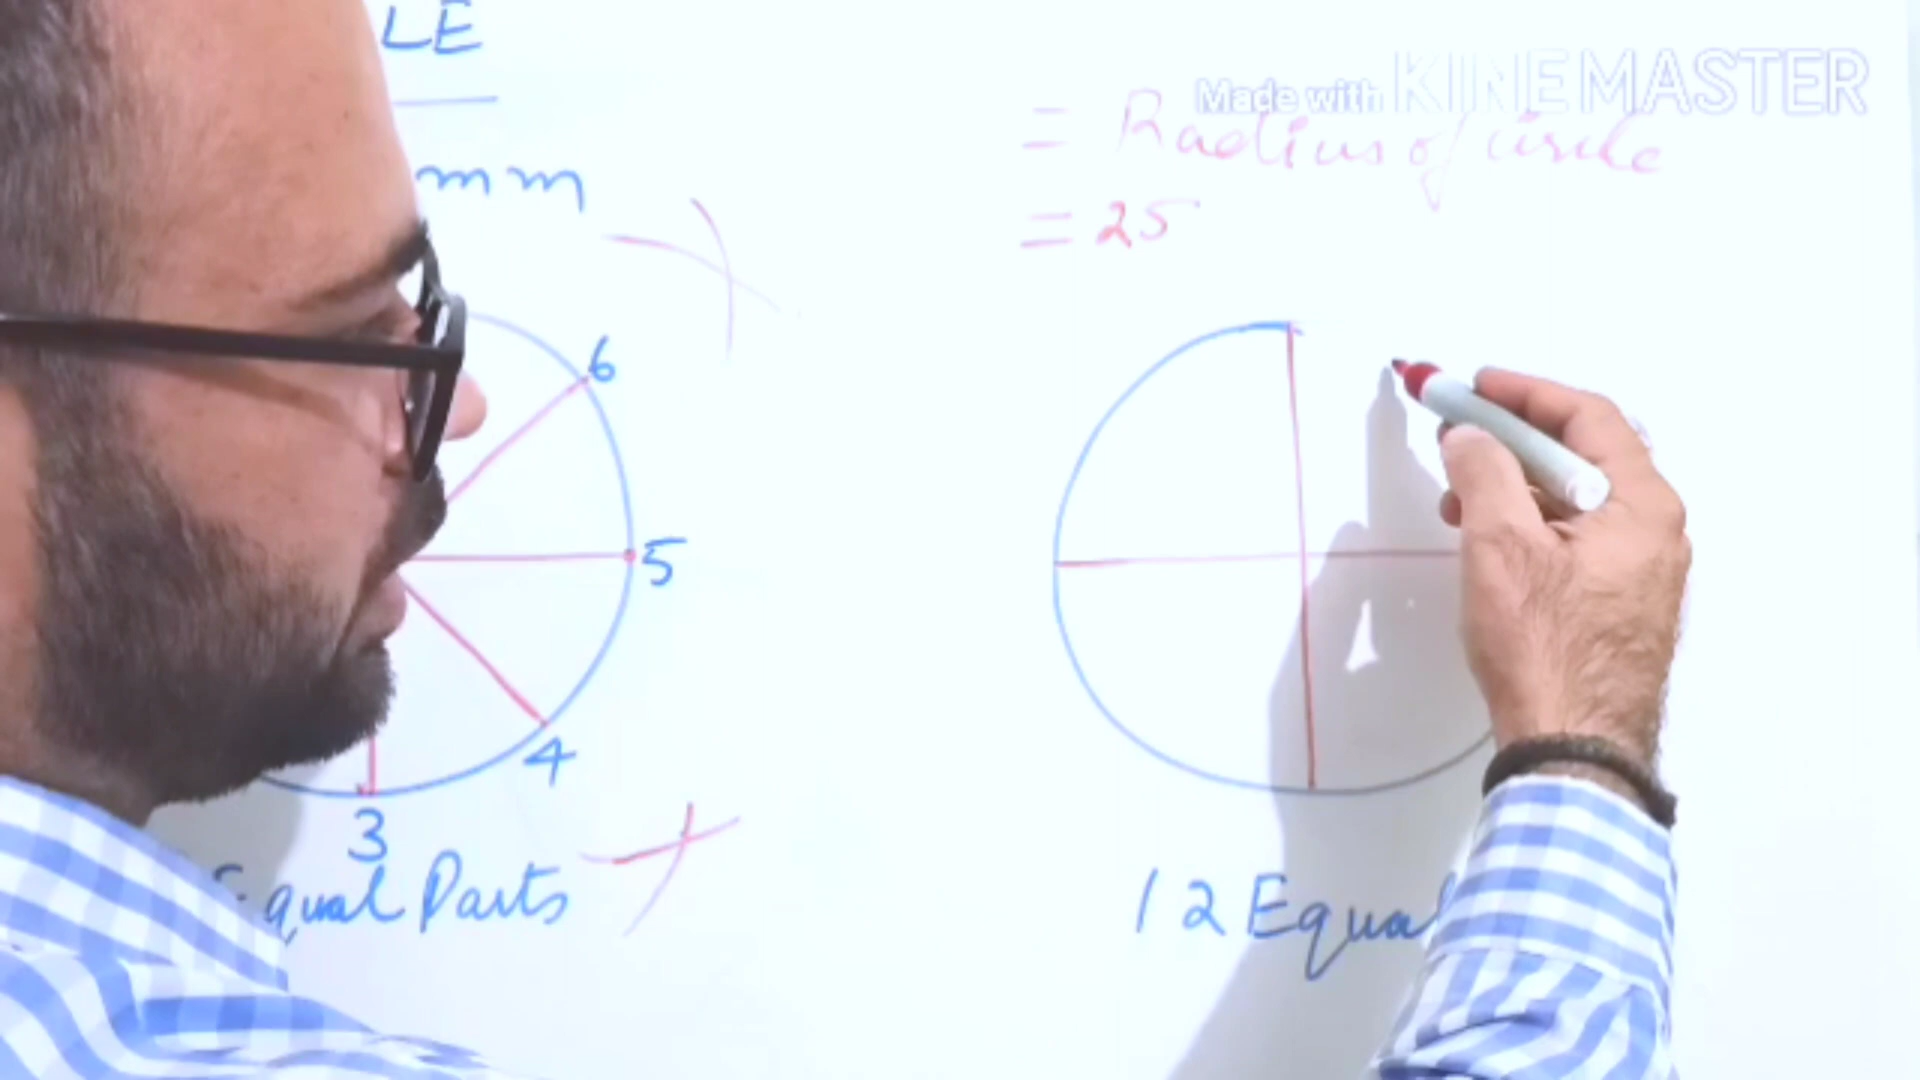 LE
mm
Made with KINEMASTER
= Radius of circle
= 25
6
5
4
3
Equal Parts
12 Equal